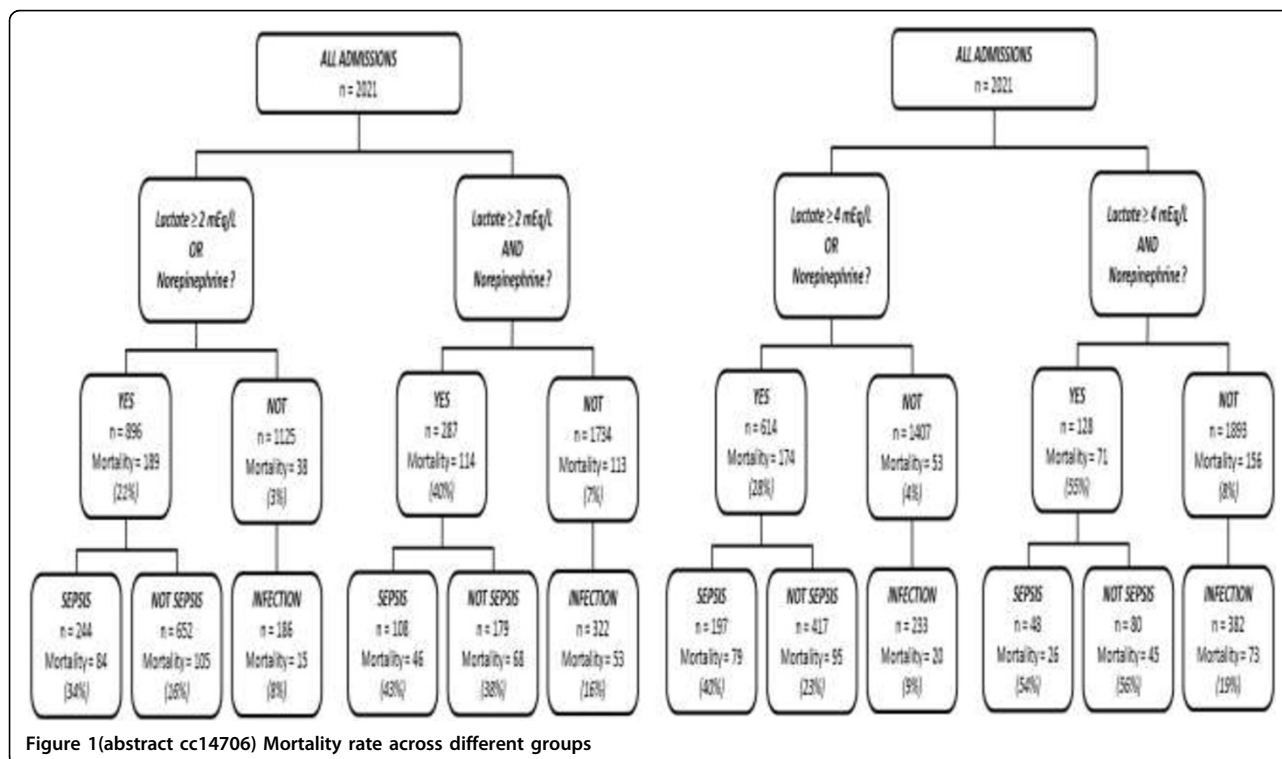 ALL ADMISSIONS
n = 2021
Lactate ≥ 2 mEq/L
OR
Norepinephrine ?
Lactate ≥ 2 mEq/L
AND
Norepinephrine ?
YES
n = 896
Mortality = 189
(21%)
NOT
n = 1125
Mortality = 38
(3%)
YES
n = 287
Mortality = 114
(40%)
NOT
n = 1734
Mortality = 113
(7%)
SEPSIS
n = 244
Mortality = 84
(34%)
NOT SEPSIS
n = 652
Mortality = 105
(16%)
INFECTION
n = 186
Mortality = 15
(8%)
SEPSIS
n = 108
Mortality = 46
(43%)
NOT SEPSIS
n = 179
Mortality = 68
(38%)
INFECTION
n = 322
Mortality = 53
(16%)
ALL ADMISSIONS
n = 2021
Lactate ≥ 4 mEq/L
OR
Norepinephrine ?
Lactate ≥ 4 mEq/L
AND
Norepinephrine ?
YES
n = 614
Mortality = 174
(28%)
NOT
n = 1407
Mortality = 53
(4%)
YES
n = 128
Mortality = 71
(55%)
NOT
n = 1893
Mortality = 156
(8%)
SEPSIS
n = 197
Mortality = 79
(40%)
NOT SEPSIS
n = 417
Mortality = 95
(23%)
INFECTION
n = 233
Mortality = 20
(9%)
SEPSIS
n = 48
Mortality = 26
(54%)
NOT SEPSIS
n = 80
Mortality = 45
(56%)
INFECTION
n = 382
Mortality = 73
(19%)
Figure 1(abstract cc14706) Mortality rate across different groups